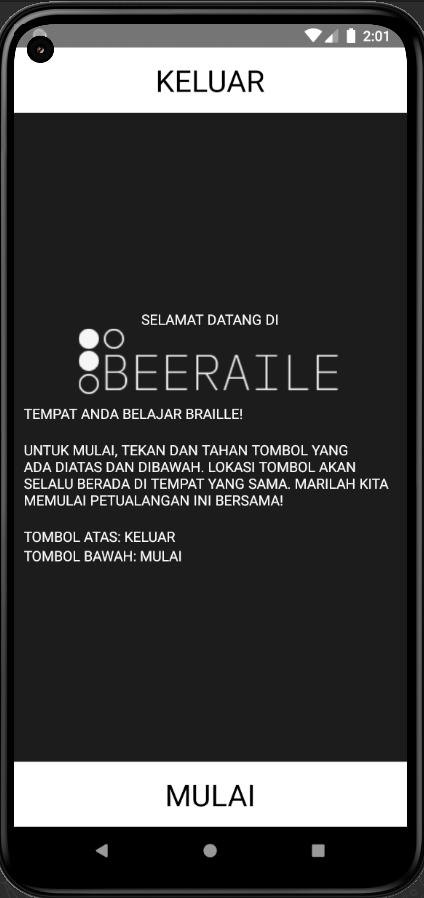 2:01
KELUAR
SELAMAT DATANG DI
BEERAILE
TEMPAT ANDA BELAJAR BRAILLE!
UNTUK MULAI, TEKAN DAN TAHAN TOMBOL YANG
ADA DIATAS DAN DIBAWAH. LOKASI TOMBOL AKAN
SELALU BERADA DI TEMPAT YANG SAMA. MARILAH KITA
MEMULAI PETUALANGAN INI BERSAMA!
TOMBOL ATAS: KELUAR
TOMBOL BAWAH: MULAI
MULAI